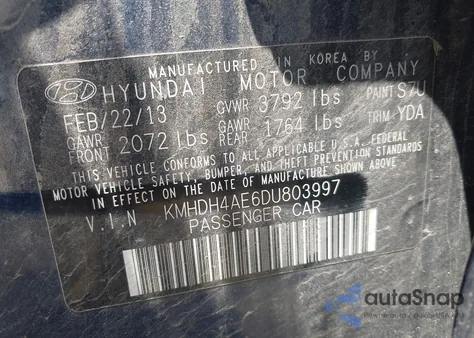 MANUFACTURED IN KOREA BY
HYUNDAI MOTOR COMPANY
FEB/22/13 GVWR 3792 lbs PAINT S7U
GAWR FRONT 2072 lbs GAWR REAR 1764 lbs TRIM YDA
THIS VEHICLE CONFORMS TO ALL APPLICABLE U.S.A. FEDERAL
MOTOR VEHICLE SAFETY, BUMPER, AND THEFT PREVENTION STANDARDS
IN EFFECT ON THE DATE OF MANUFACTURE SHOWN ABOVE.
V.I.N KMHDH4AE6DU803997
PASSENGER CAR
autoSnap